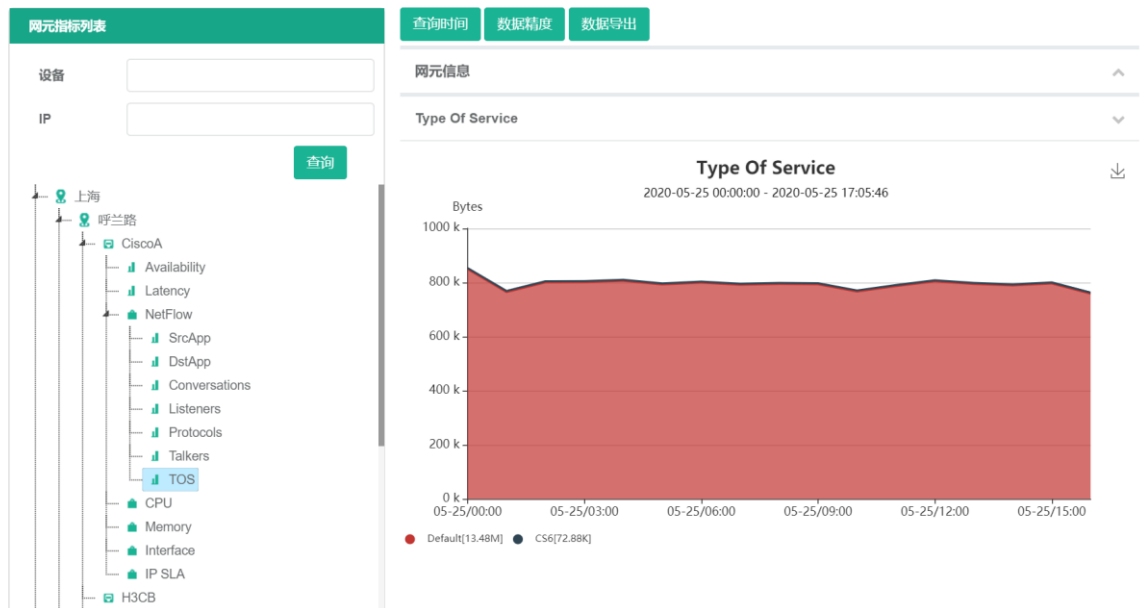 网元指标列表
设备
IP
查询
上海
呼兰路
CiscoA
Availability
Latency
NetFlow
SrcApp
DstApp
Conversations
Listeners
Protocols
Talkers
TOS
CPU
Memory
Interface
IP SLA
H3CB
查询时间 数据精度 数据导出
网元信息
Type Of Service
Type Of Service
2020-05-25 00:00:00 - 2020-05-25 17:05:46
Bytes
1000 k
800 k
600 k
400 k
200 k
0 k
05-25/00:00 05-25/03:00 05-25/06:00 05-25/09:00 05-25/12:00 05-25/15:00
Default[13.48M] CS6[72.88K]